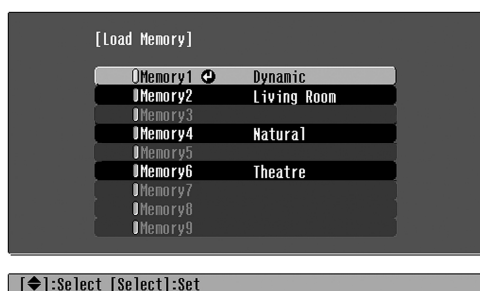 [Load Memory]
Memory1 Dynamic
Memory2 Living Room
Memory3
Memory4 Natural
Memory5
Memory6 Theatre
Memory7
Memory8
Memory9
[◆]:Select [Select]:Set